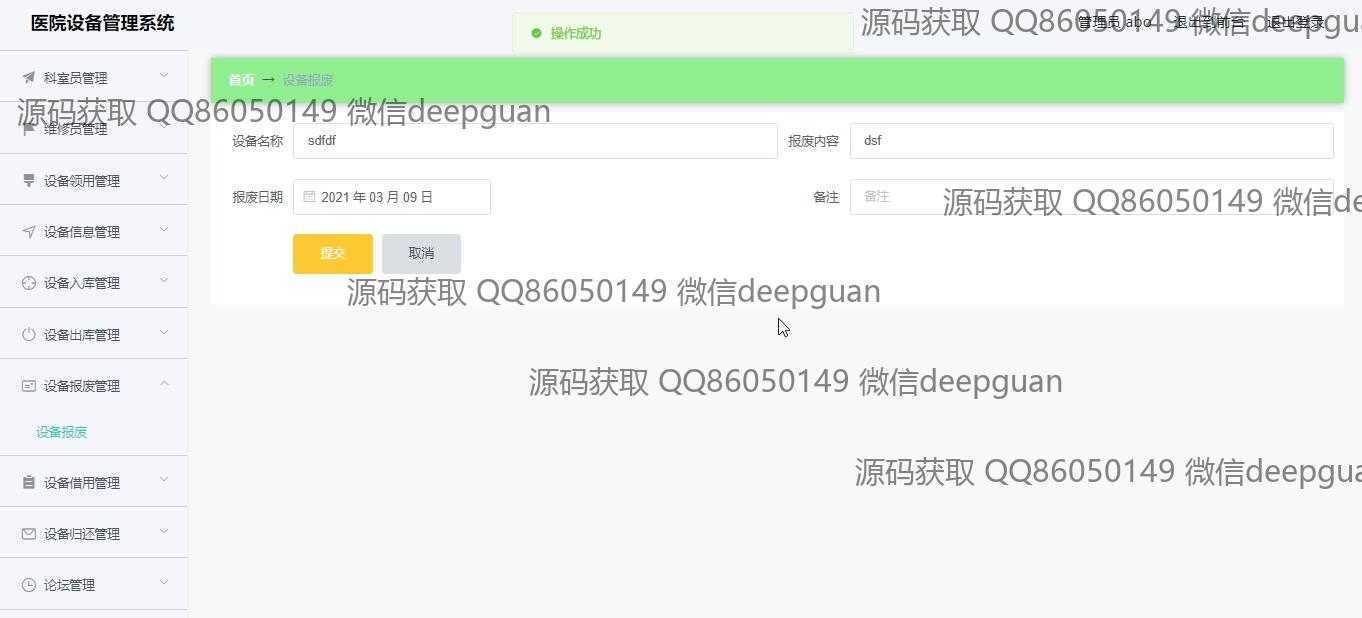 医院设备管理系统
操作成功
源码获取 QQ86050149 微信deepgua
管理员 abo 退出到前台 退出登录
科室员管理
首页 → 设备报废
源码获取 QQ86050149 微信deepguan
维修员管理
设备名称 sdfdf 报废内容 dsf
设备领用管理
报废日期 2021 年 03 月 09 日 备注 备注
源码获取 QQ86050149 微信de
设备信息管理
提交 取消
设备入库管理
源码获取 QQ86050149 微信deepguan
设备出库管理
设备报废管理
源码获取 QQ86050149 微信deepguan
设备报废
源码获取 QQ86050149 微信deepgua
设备借用管理
设备归还管理
论坛管理